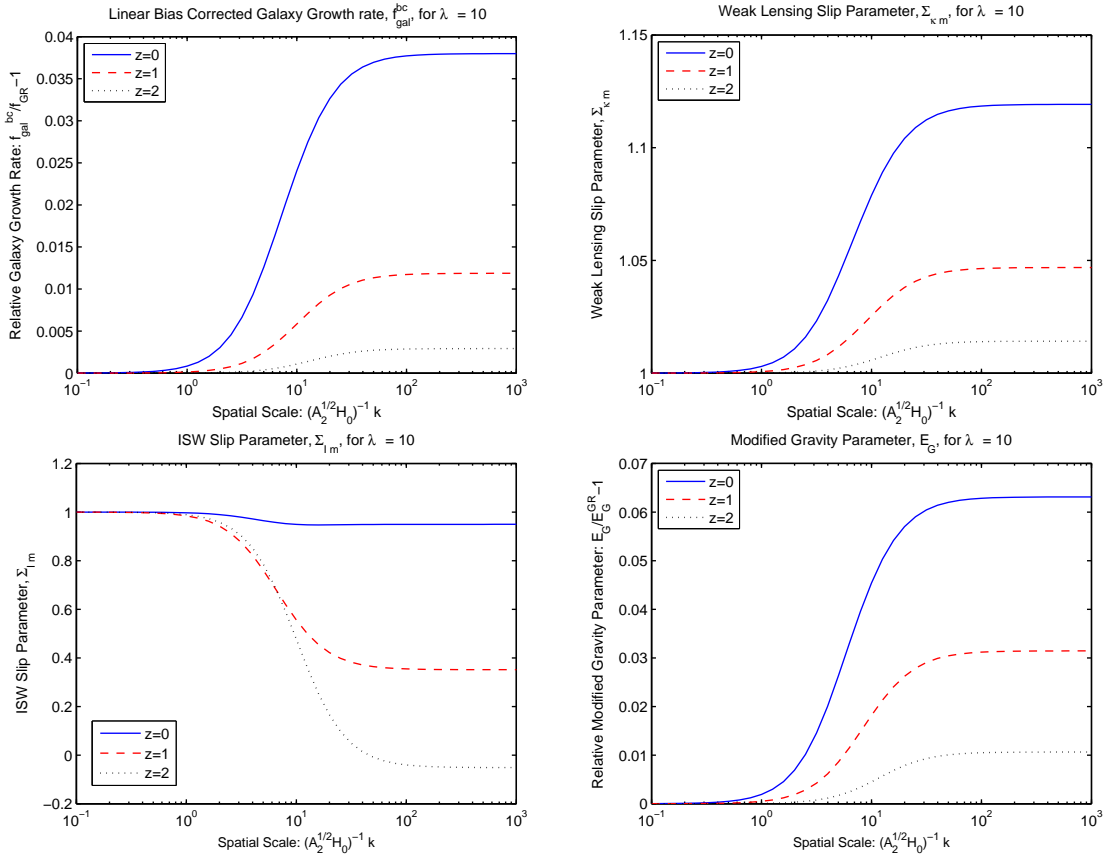 Linear Bias Corrected Galaxy Growth rate, f_gal^bc, for λ = 10
Relative Galaxy Growth Rate: f_gal^bc/f_GR−1
0.04
0.035
0.03
0.025
0.02
0.015
0.01
0.005
0
10^−1
10^0
10^1
10^2
10^3
z=0
z=1
z=2
Spatial Scale: (A_2^1/2H_0)^−1 k
Weak Lensing Slip Parameter, Σ_κ m, for λ = 10
Weak Lensing Slip Parameter, Σ_κ m
1.15
1.1
1.05
1
10^−1
10^0
10^1
10^2
10^3
z=0
z=1
z=2
Spatial Scale: (A_2^1/2H_0)^−1 k
ISW Slip Parameter, Σ_I m, for λ = 10
ISW Slip Parameter, Σ_I m
1.2
1
0.8
0.6
0.4
0.2
0
−0.2
10^−1
10^0
10^1
10^2
10^3
z=0
z=1
z=2
Spatial Scale: (A_2^1/2H_0)^−1 k
Modified Gravity Parameter, E_G, for λ = 10
Relative Modified Gravity Parameter: E_G/E_G^GR−1
0.07
0.06
0.05
0.04
0.03
0.02
0.01
0
10^−1
10^0
10^1
10^2
10^3
z=0
z=1
z=2
Spatial Scale: (A_2^1/2H_0)^−1 k